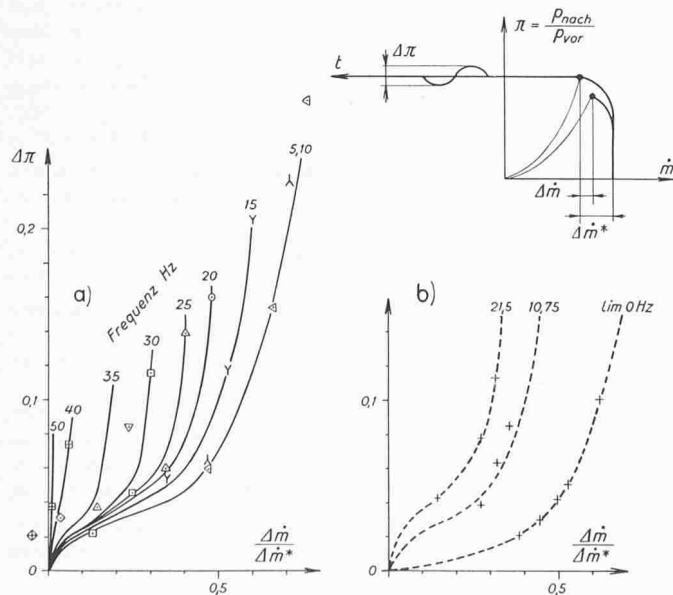 π = p_nach / p_vor
Δπ
t
ṁ
Δṁ
Δṁ*
Δπ
5,10
15
0,2
20
a)
Frequenz Hz
25
30
35
40
50
0,1
0
Δṁ / Δṁ*
0,5
b)
21,5
10,75
lim 0Hz
0,1
0
Δṁ / Δṁ*
0,5